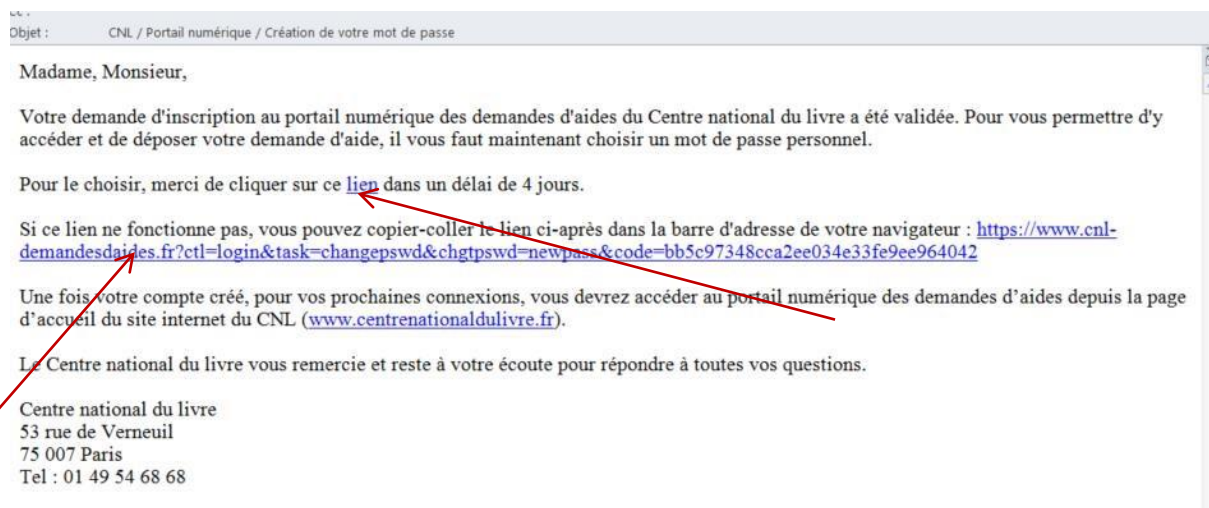 Objet : CNL / Portail numérique / Création de votre mot de passe
Madame, Monsieur,
Votre demande d'inscription au portail numérique des demandes d'aides du Centre national du livre a été validée. Pour vous permettre d'y
accéder et de déposer votre demande d'aide, il vous faut maintenant choisir un mot de passe personnel.
Pour le choisir, merci de cliquer sur ce lien dans un délai de 4 jours.
Si ce lien ne fonctionne pas, vous pouvez copier-coller le lien ci-après dans la barre d'adresse de votre navigateur : https://www.cnl-
demandesdaides.fr?ctl=login&task=changepswd&chgtpswd=newpass&code=bb5c97348cca2ee034e33fe9ee964042
Une fois votre compte créé, pour vos prochaines connexions, vous devrez accéder au portail numérique des demandes d’aides depuis la page
d’accueil du site internet du CNL (www.centrenationaldulivre.fr).
Le Centre national du livre vous remercie et reste à votre écoute pour répondre à toutes vos questions.
Centre national du livre
53 rue de Verneuil
75 007 Paris
Tel : 01 49 54 68 68